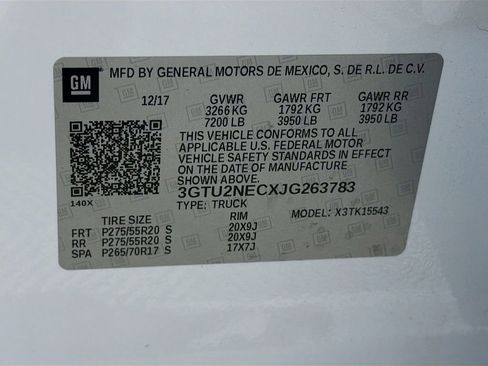 GM
MFD BY GENERAL MOTORS DE MEXICO, S. DE R.L. DE C.V.
12/17 GVWR GAWR FRT GAWR RR
3266 KG 1792 KG 1792 KG
7200 LB 3950 LB 3950 LB
THIS VEHICLE CONFORMS TO ALL
APPLICABLE U.S. FEDERAL MOTOR
VEHICLE SAFETY STANDARDS IN EFFECT
ON THE DATE OF MANUFACTURE
SHOWN ABOVE.
140X 3GTU2NECXJG263783
TYPE: TRUCK MODEL: X3TK15543
TIRE SIZE RIM
FRT P275/55R20 S 20X9J
RR P275/55R20 S 20X9J
SPA P265/70R17 S 17X7J